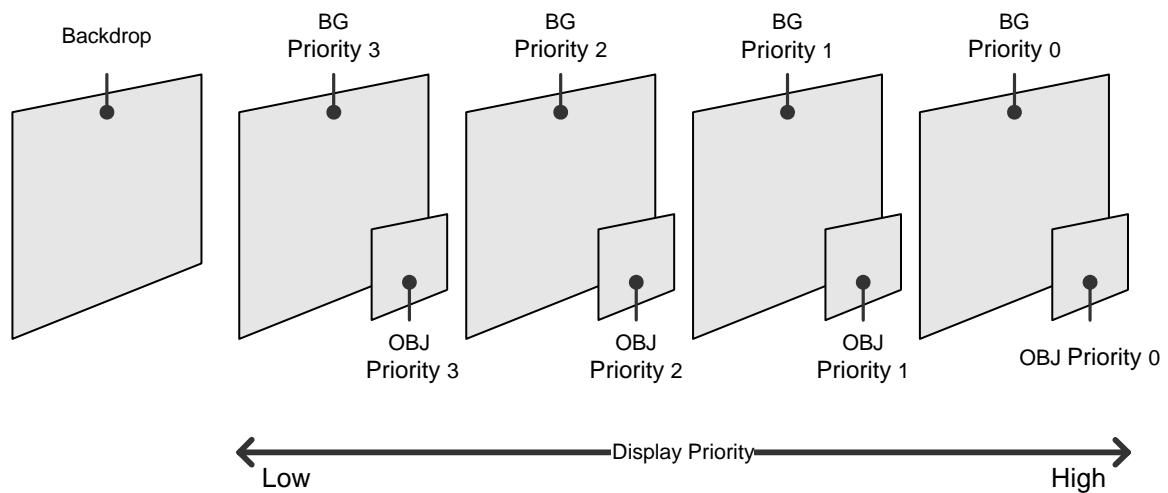 Backdrop
BG
Priority 3
BG
Priority 2
BG
Priority 1
BG
Priority 0
OBJ
Priority 3
OBJ
Priority 2
OBJ
Priority 1
OBJ Priority 0
Display Priority
Low
High